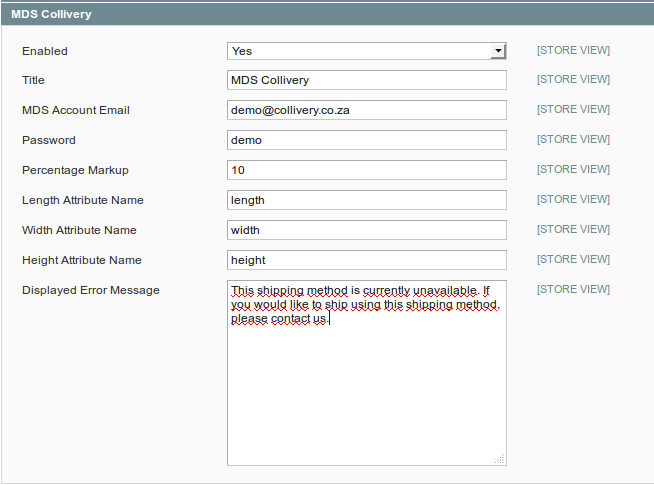 MDS Collivery
Enabled Yes [STORE VIEW]
Title MDS Collivery [STORE VIEW]
MDS Account Email demo@collivery.co.za [STORE VIEW]
Password demo [STORE VIEW]
Percentage Markup 10 [STORE VIEW]
Length Attribute Name length [STORE VIEW]
Width Attribute Name width [STORE VIEW]
Height Attribute Name height [STORE VIEW]
Displayed Error Message This shipping method is currently unavailable. If [STORE VIEW]
you would like to ship using this shipping method,
please contact us.